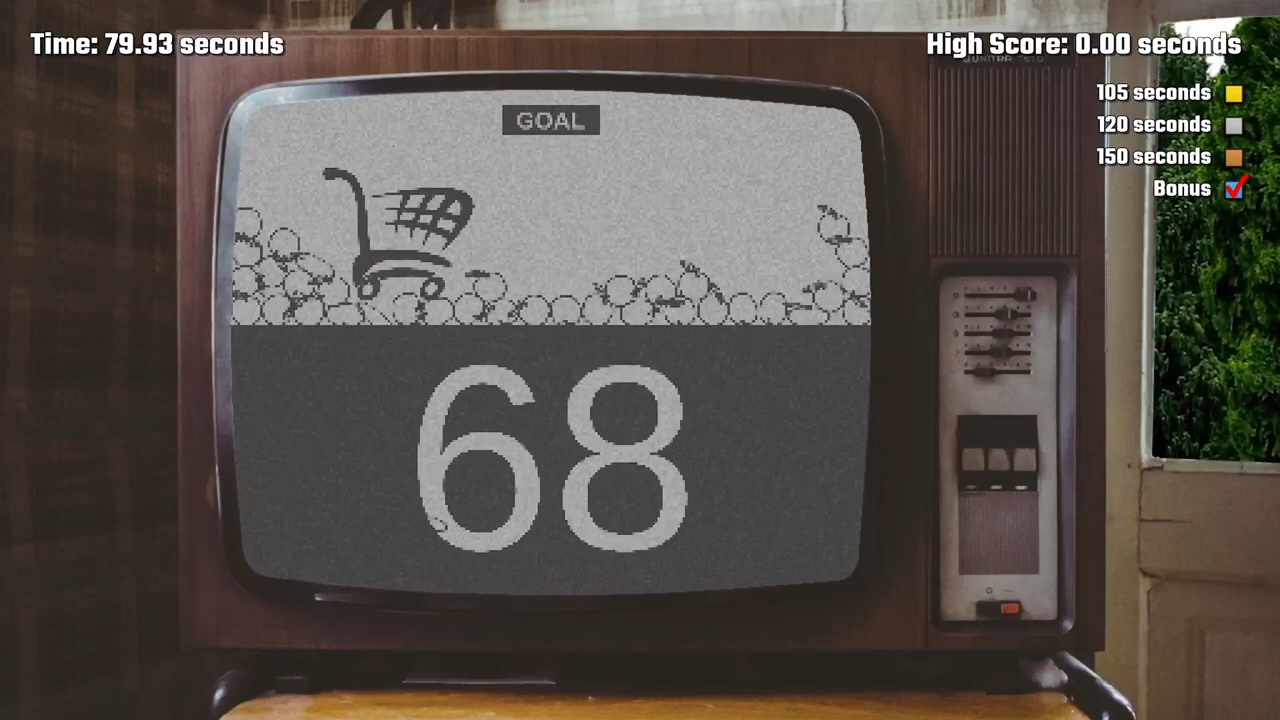 Time: 79.93 seconds
High Score: 0.00 seconds
105 seconds
120 seconds
150 seconds
Bonus
GOAL
68